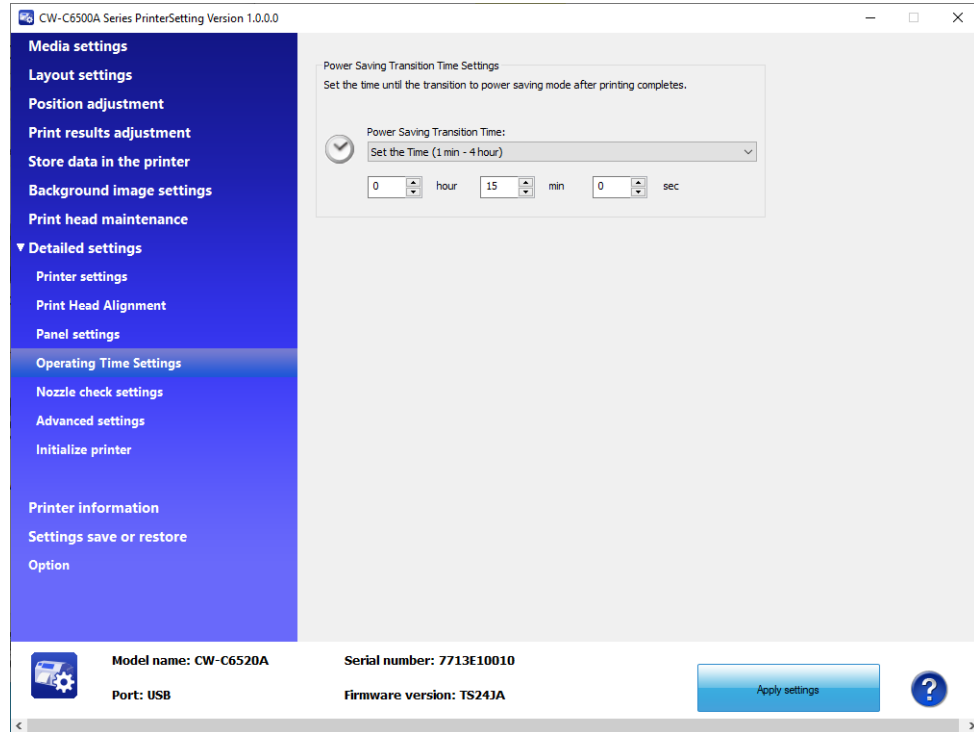 CW-C6500A Series PrinterSetting Version 1.0.0.0
Media settings
Layout settings
Position adjustment
Print results adjustment
Store data in the printer
Background image settings
Print head maintenance
Detailed settings
Printer settings
Print Head Alignment
Panel settings
Operating Time Settings
Nozzle check settings
Advanced settings
Initialize printer
Printer information
Settings save or restore
Option
Power Saving Transition Time Settings
Set the time until the transition to power saving mode after printing completes.
Power Saving Transition Time:
Set the Time (1 min - 4 hour)
0 hour 15 min 0 sec
Model name: CW-C6520A Serial number: 7713E10010
Port: USB Firmware version: TS24JA
Apply settings
?